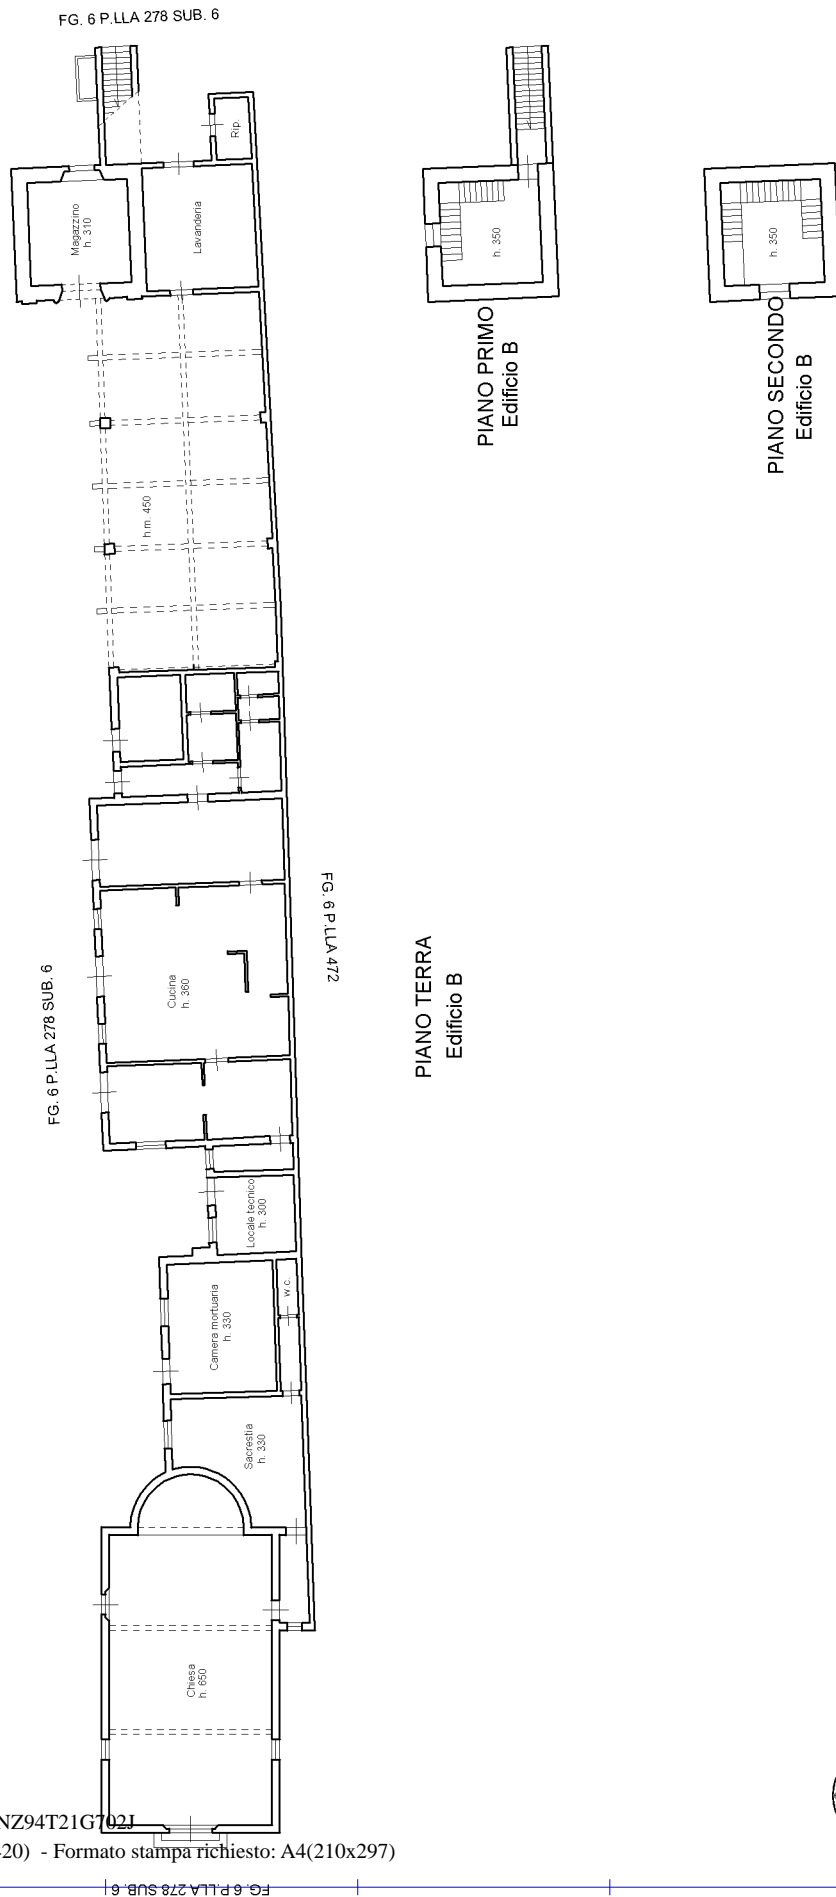 FG. 6 P.LLA 278 SUB. 6
Rip.
Magazzino
h. 310
Lavanderia
h. 350
h. 350
PIANO PRIMO
Edificio B
PIANO SECONDO
Edificio B
h.m. 450
FG. 6 P.LLA 472
FG. 6 P.LLA 278 SUB. 6
Cucina
h. 360
PIANO TERRA
Edificio B
Locale tecnico
h. 300
w.c.
Camera mortuaria
h. 330
Sacrestia
h. 330
Chiesa
h. 650
NZ94T21G702J
20) - Formato stampa richiesto: A4(210x297)
FG. 6 P.LLA 278 SUB. 6